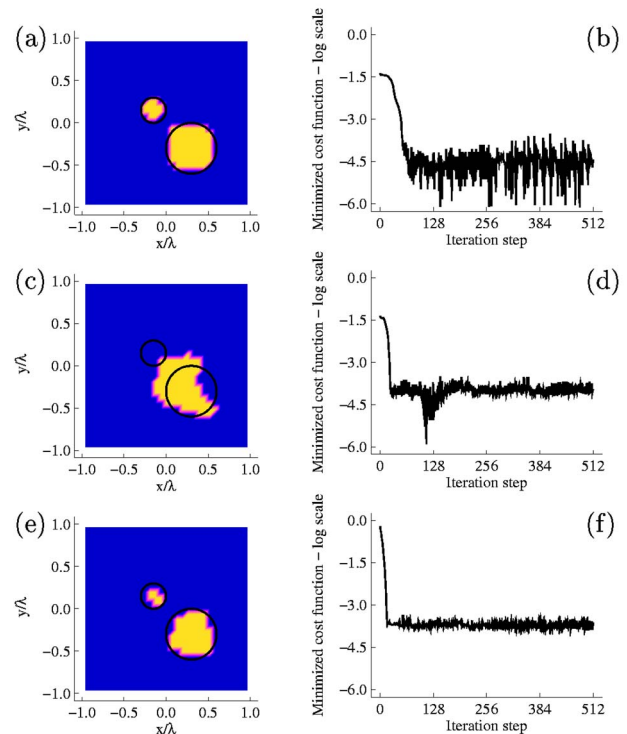 (a)
1.0
0.5
0.0
−0.5
−1.0
y/λ
−1.0 −0.5 0.0 0.5 1.0
x/λ
(b)
Minimized cost function − log scale
0.0
−1.5
−3.0
−4.5
−6.0
0 128 256 384 512
Iteration step
(c)
1.0
0.5
0.0
−0.5
−1.0
y/λ
−1.0 −0.5 0.0 0.5 1.0
x/λ
(d)
Minimized cost function − log scale
0.0
−1.5
−3.0
−4.5
−6.0
0 128 256 384 512
Iteration step
(e)
1.0
0.5
0.0
−0.5
−1.0
y/λ
−1.0 −0.5 0.0 0.5 1.0
x/λ
(f)
Minimized cost function − log scale
0.0
−1.5
−3.0
−4.5
−6.0
0 128 256 384 512
Iteration step